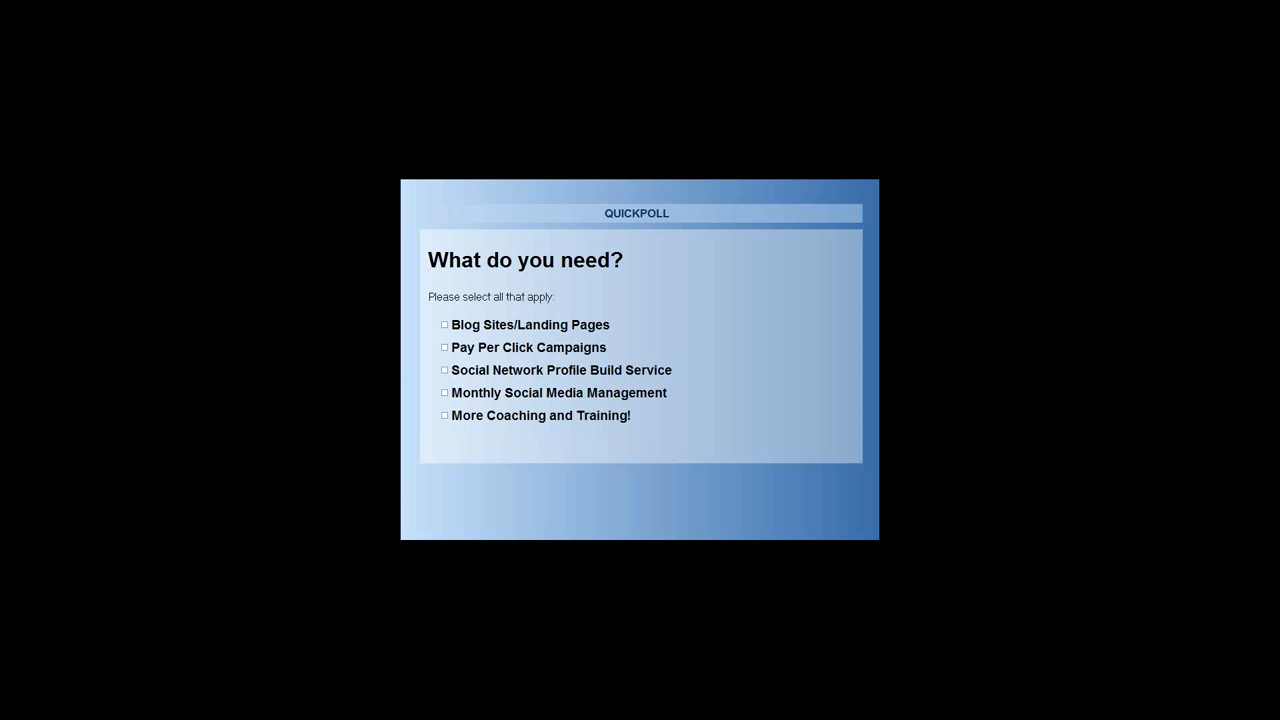 QUICKPOLL
What do you need?
Please select all that apply:
Blog Sites/Landing Pages
Pay Per Click Campaigns
Social Network Profile Build Service
Monthly Social Media Management
More Coaching and Training!